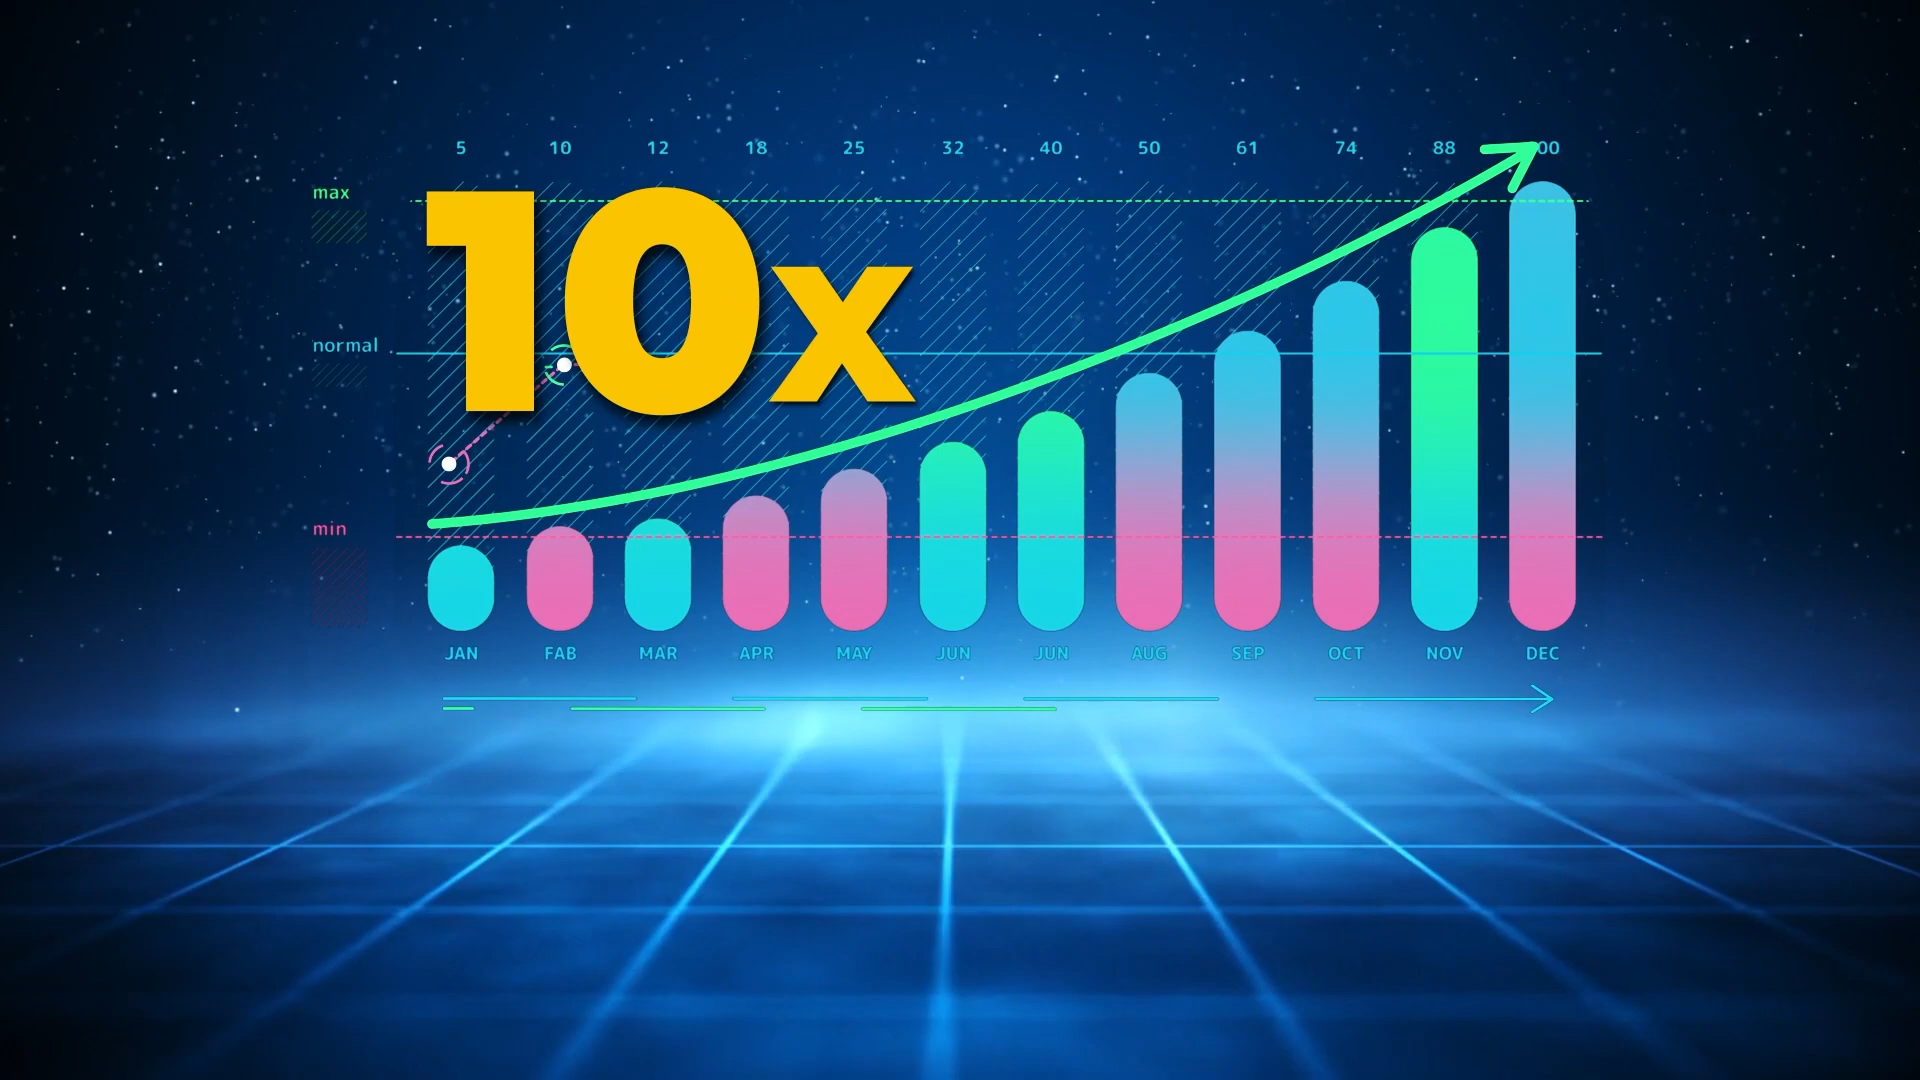 5 10 12 18 25 32 40 50 61 74 88 00
max
10x
normal
min
JAN FAB MAR APR MAY JUN JUN AUG SEP OCT NOV DEC